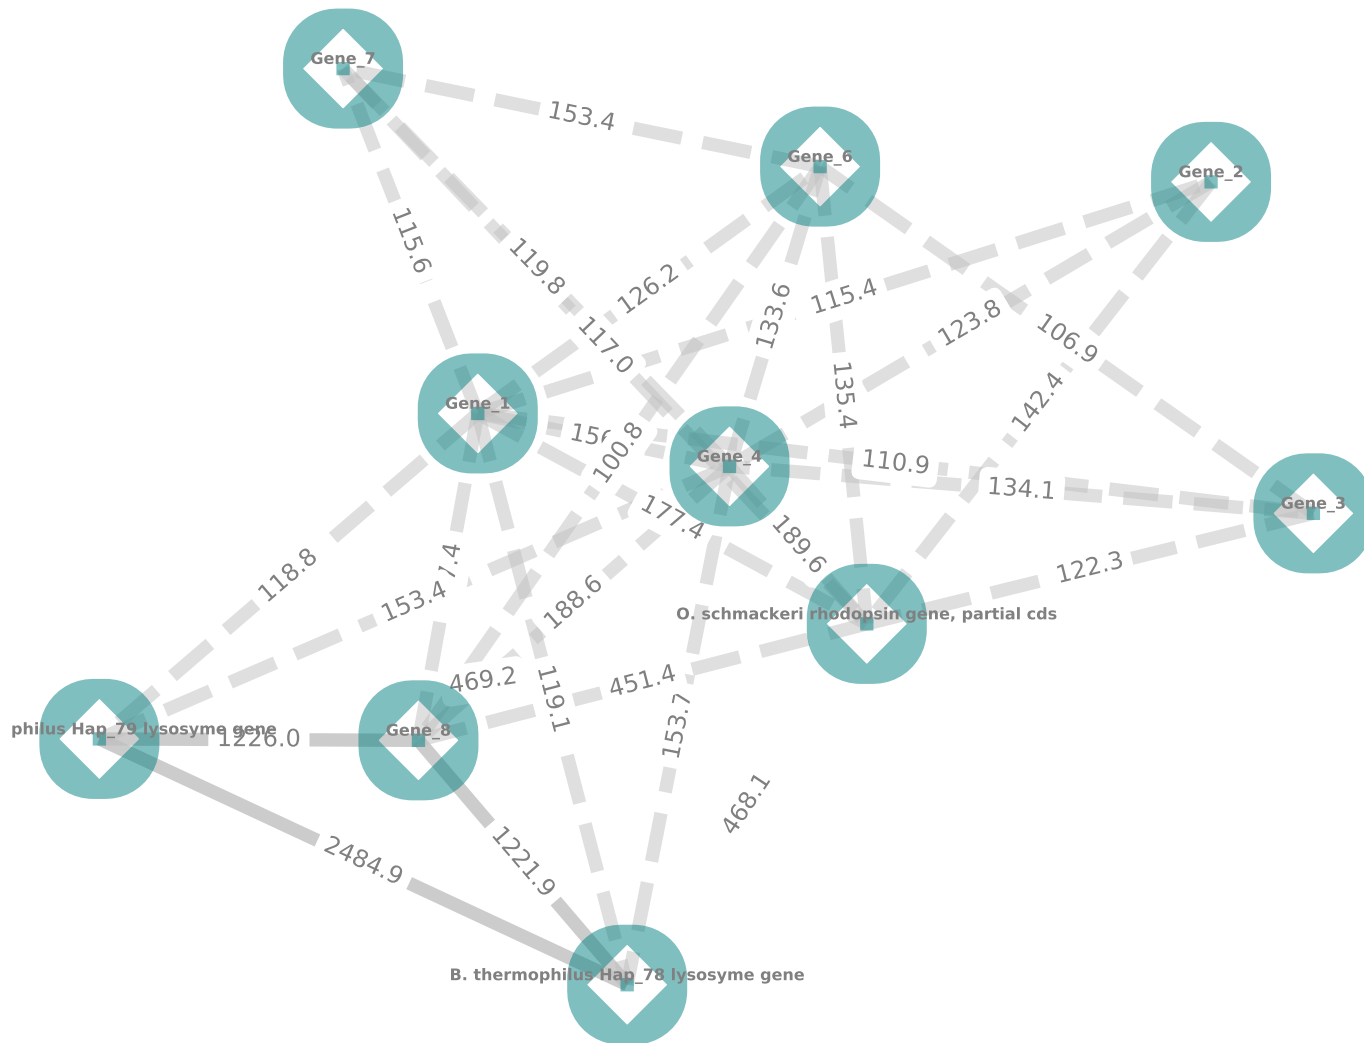 Gene_7
153.4
Gene_6
Gene_2
115.6
119.8
126.2
115.4
133.6
123.8
117.0
106.9
135.4
142.4
Gene_1
100.8
Gene_4
110.9
134.1
Gene_3
177.4
189.6
118.8
153.4
188.6
122.3
O. schmackeri rhodopsin gene, partial cds
469.2
451.4
119.1
153.7
philus Hap_79 lysosyme gene
1226.0
Gene_8
468.1
2484.9
1221.9
B. thermophilus Hap_78 lysosyme gene